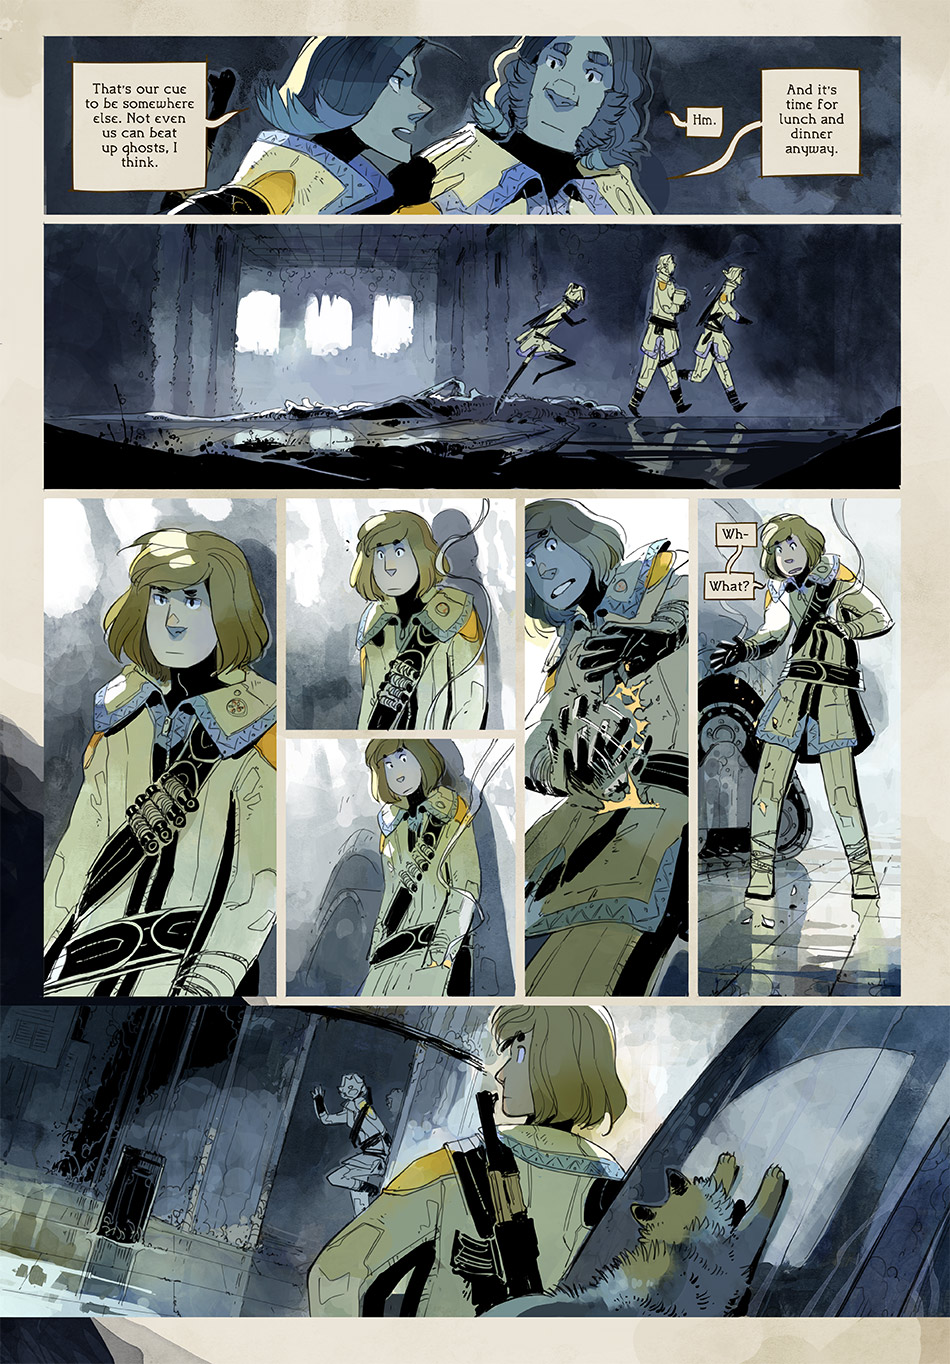 That's our cue
to be somewhere
else. Not even
us can beat
up ghosts, I
think.
Hm.
And it's
time for
lunch and
dinner
anyway.
Wh-
What?